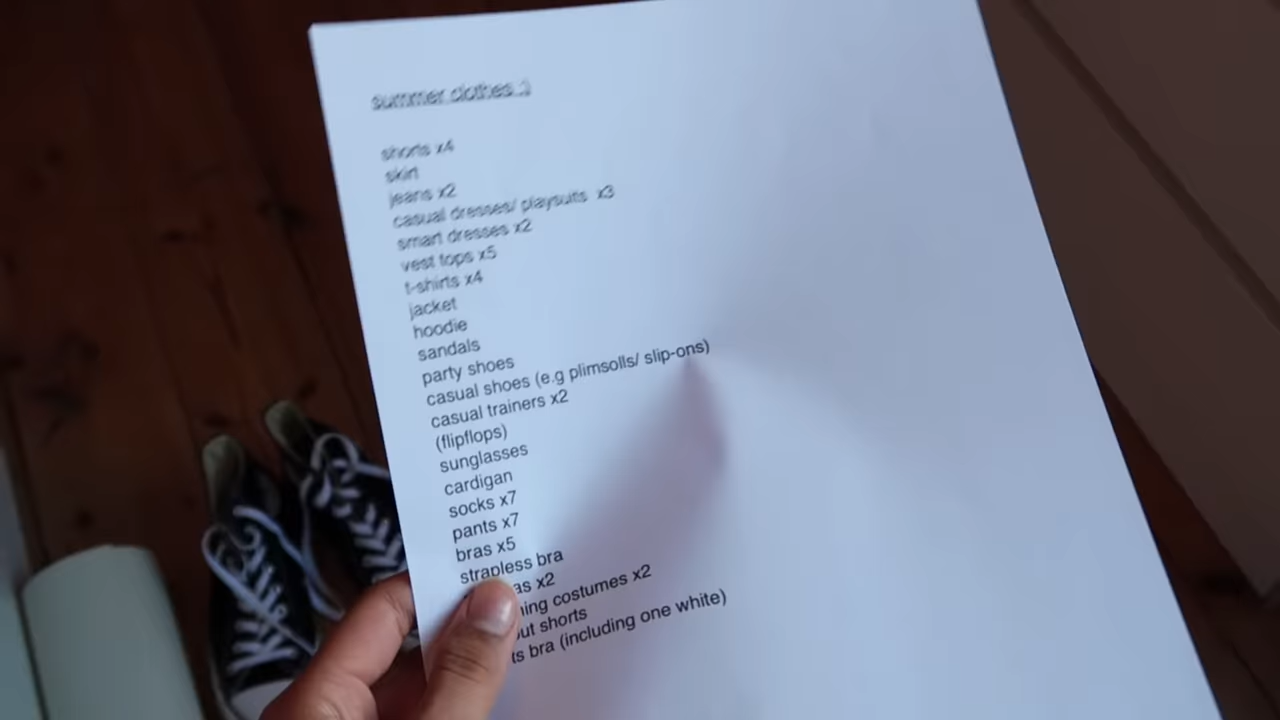 summer clothes :)
shorts x4
skirt
jeans x2
casual dresses/ playsuits x3
smart dresses x2
vest tops x5
t-shirts x4
jacket
hoodie
sandals
party shoes
casual shoes (e.g plimsolls/ slip-ons)
casual trainers x2
(flipflops)
sunglasses
cardigan
socks x7
pants x7
bras x5
strapless bra
as x2
ing costumes x2
out shorts
ts bra (including one white)